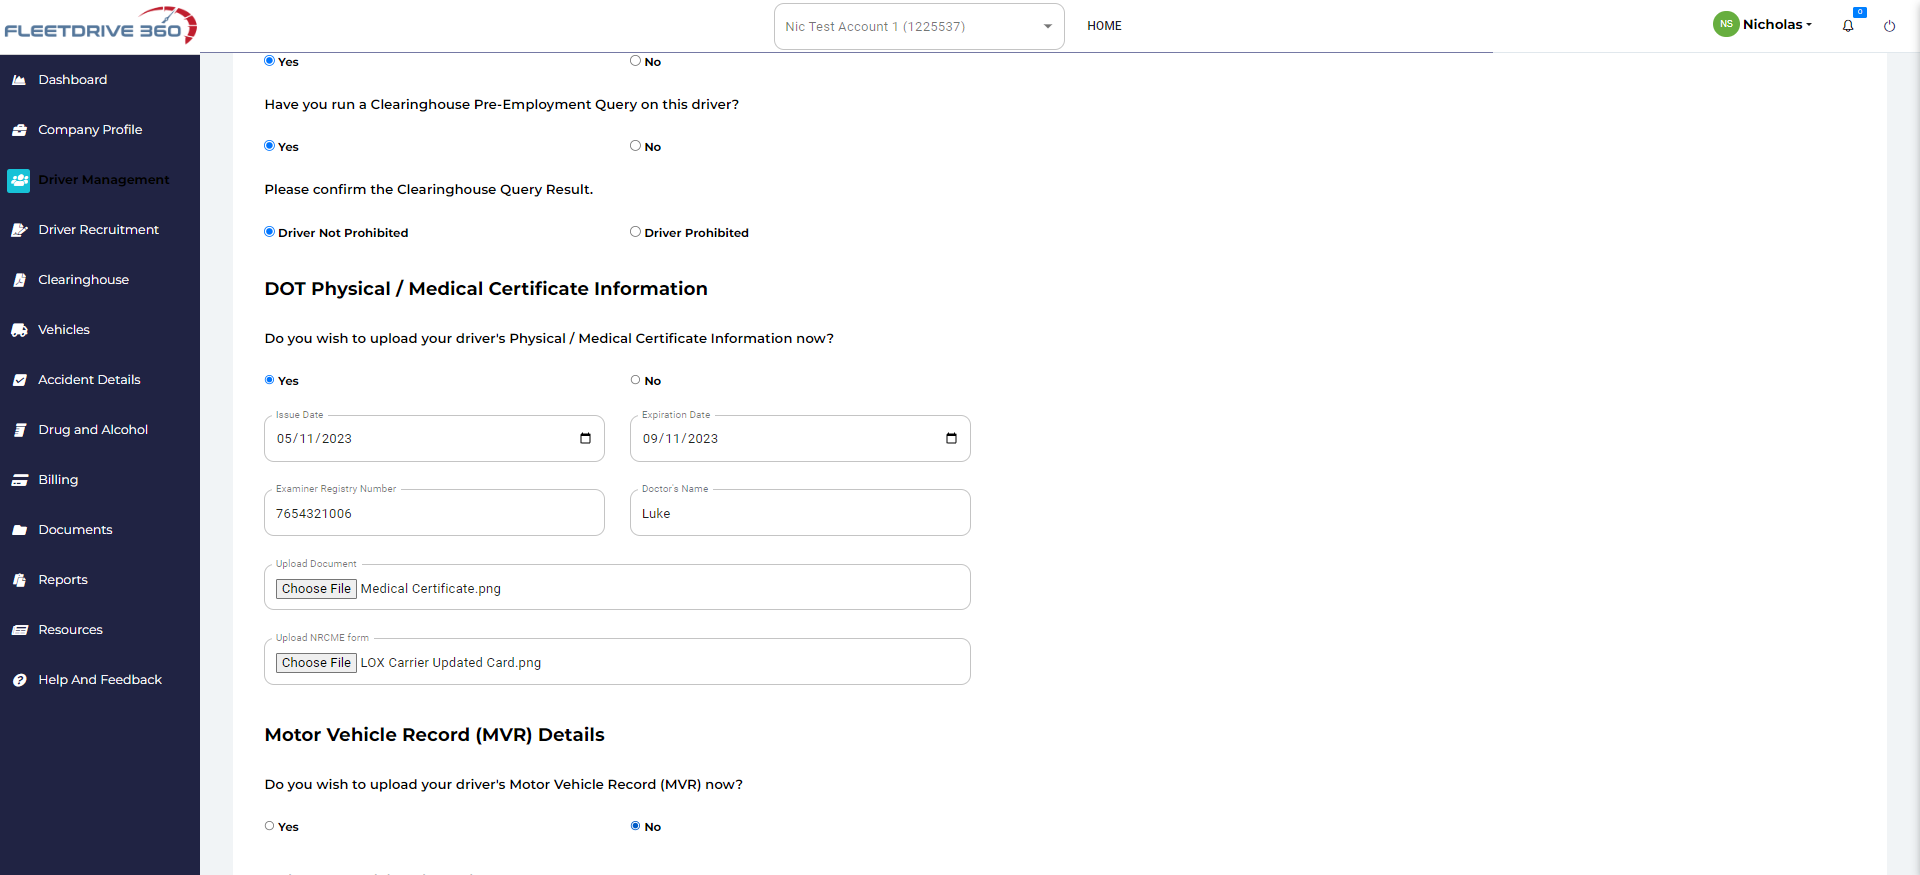 FLEETDRIVE 360
Nic Test Account 1 (1225537)
HOME
NS
Nicholas
0
Dashboard
Company Profile
Driver Management
Driver Recruitment
Clearinghouse
Vehicles
Accident Details
Drug and Alcohol
Billing
Documents
Reports
Resources
Help And Feedback
Yes
No
Have you run a Clearinghouse Pre-Employment Query on this driver?
Yes
No
Please confirm the Clearinghouse Query Result.
Driver Not Prohibited
Driver Prohibited
DOT Physical / Medical Certificate Information
Do you wish to upload your driver's Physical / Medical Certificate Information now?
Yes
No
Issue Date
Expiration Date
05/11/2023
09/11/2023
Examiner Registry Number
Doctor's Name
7654321006
Luke
Upload Document
Choose File Medical Certificate.png
Upload NRCME form
Choose File LOX Carrier Updated Card.png
Motor Vehicle Record (MVR) Details
Do you wish to upload your driver's Motor Vehicle Record (MVR) now?
Yes
No